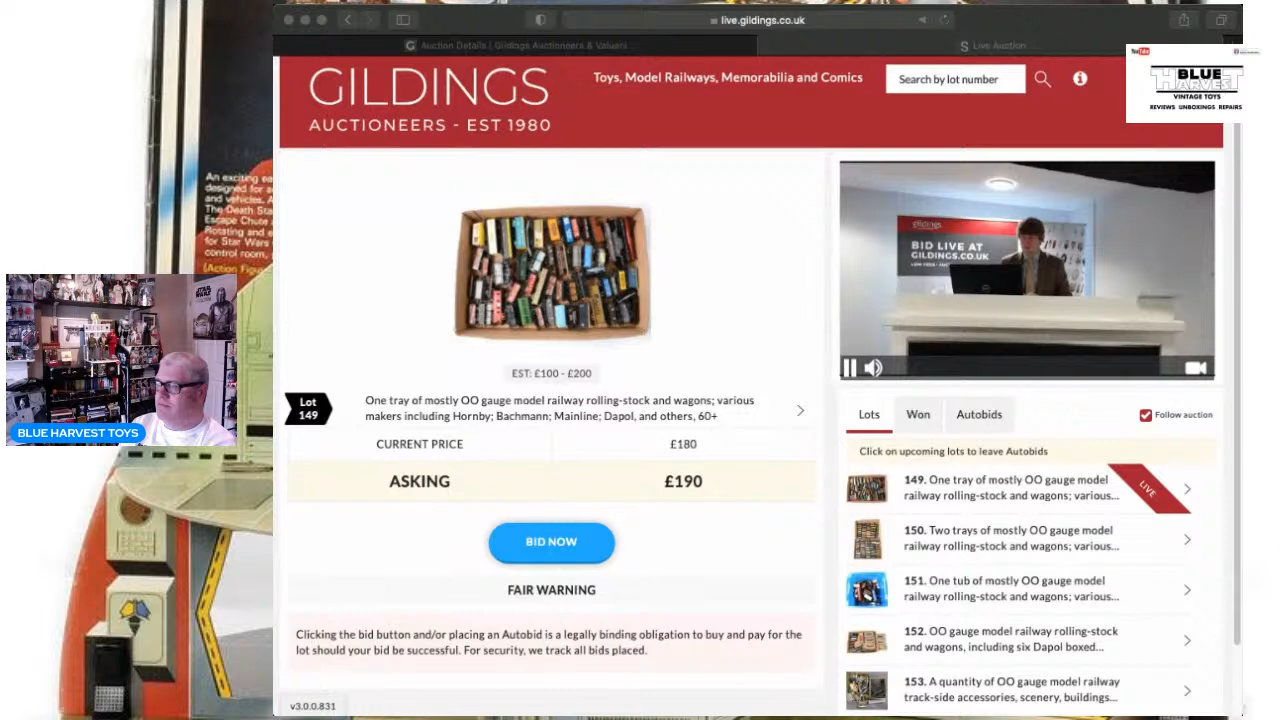 live.gildings.co.uk
Auction Details | Gildings Auctioneers & Valuers...
Live Auction
GILDINGS
AUCTIONEERS - EST 1980
Toys, Model Railways, Memorabilia and Comics
Search by lot number
YouTube
BLUE
HARVEST
VINTAGE TOYS
REVIEWS UNBOXINGS REPAIRS
An exciting
designed for
and vehicles. A
The Death Sta
Escape Chute
Rotating and
for Star Wars
control room,
(Action Figu
gildings
BID LIVE AT
GILDINGS.CO.UK
STAR WARS
BLUE HARVEST TOYS
EST: £100 - £200
Lot
149
One tray of mostly OO gauge model railway rolling-stock and wagons; various
makers including Hornby; Bachmann; Mainline; Dapol, and others, 60+
CURRENT PRICE
£180
ASKING
£190
BID NOW
FAIR WARNING
Clicking the bid button and/or placing an Autobid is a legally binding obligation to buy and pay for the
lot should your bid be successful. For security, we track all bids placed.
v3.0.0.831
Lots
Won
Autobids
Follow auction
Click on upcoming lots to leave Autobids
149. One tray of mostly OO gauge model
railway rolling-stock and wagons; various...
LIVE
150. Two trays of mostly OO gauge model
railway rolling-stock and wagons; various...
151. One tub of mostly OO gauge model
railway rolling-stock and wagons; various...
152. OO gauge model railway rolling-stock
and wagons, including six Dapol boxed...
153. A quantity of OO gauge model railway
track-side accessories, scenery, buildings...